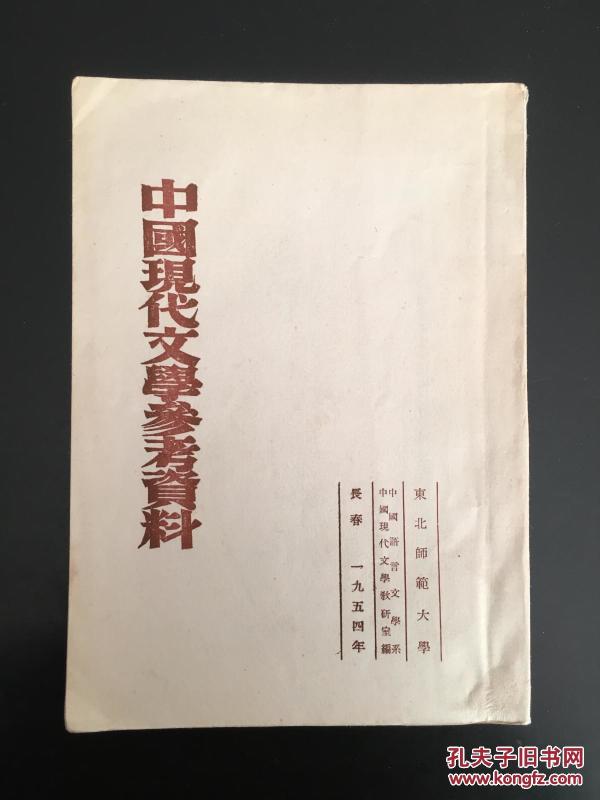 中國現代文學參考資料
東北師範大學
中國語言文學系
中國現代文學教研室編
長春 一九五四年
孔夫子旧书网
www.kongfz.com